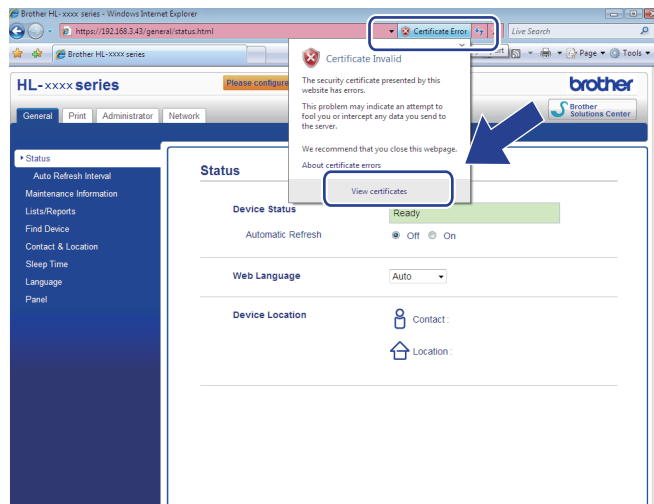 Brother HL- xxxx series - Windows Internet Explorer
https://192.168.3.43/general/status.html
Certificate Error
Live Search
Brother HL-xxxx series
Page
Tools
Certificate Invalid
The security certificate presented by this
website has errors.
This problem may indicate an attempt to
fool you or intercept any data you send to
the server.
We recommend that you close this webpage.
About certificate errors
View certificates
HL-xxxx series
Please configure
brother
General
Print
Administrator
Network
Brother
Solutions Center
Status
Auto Refresh Interval
Maintenance Information
Lists/Reports
Find Device
Contact & Location
Sleep Time
Language
Panel
Status
Device Status
Ready
Automatic Refresh
Off
On
Web Language
Auto
Device Location
Contact :
Location :